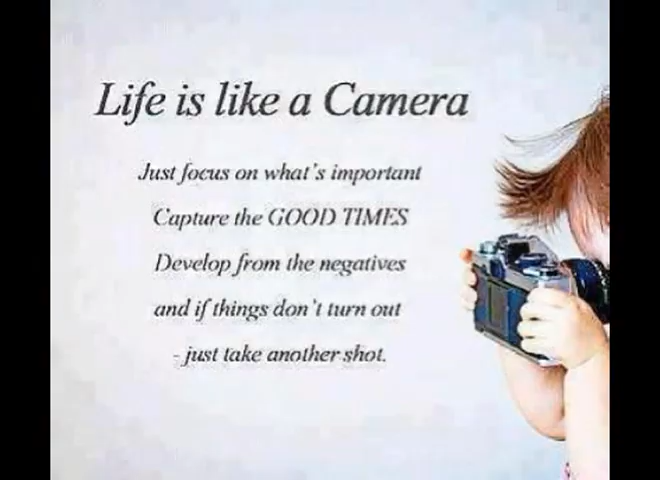 Life is like a Camera
Just focus on what's important
Capture the GOOD TIMES
Develop from the negatives
and if things don't turn out
- just take another shot.